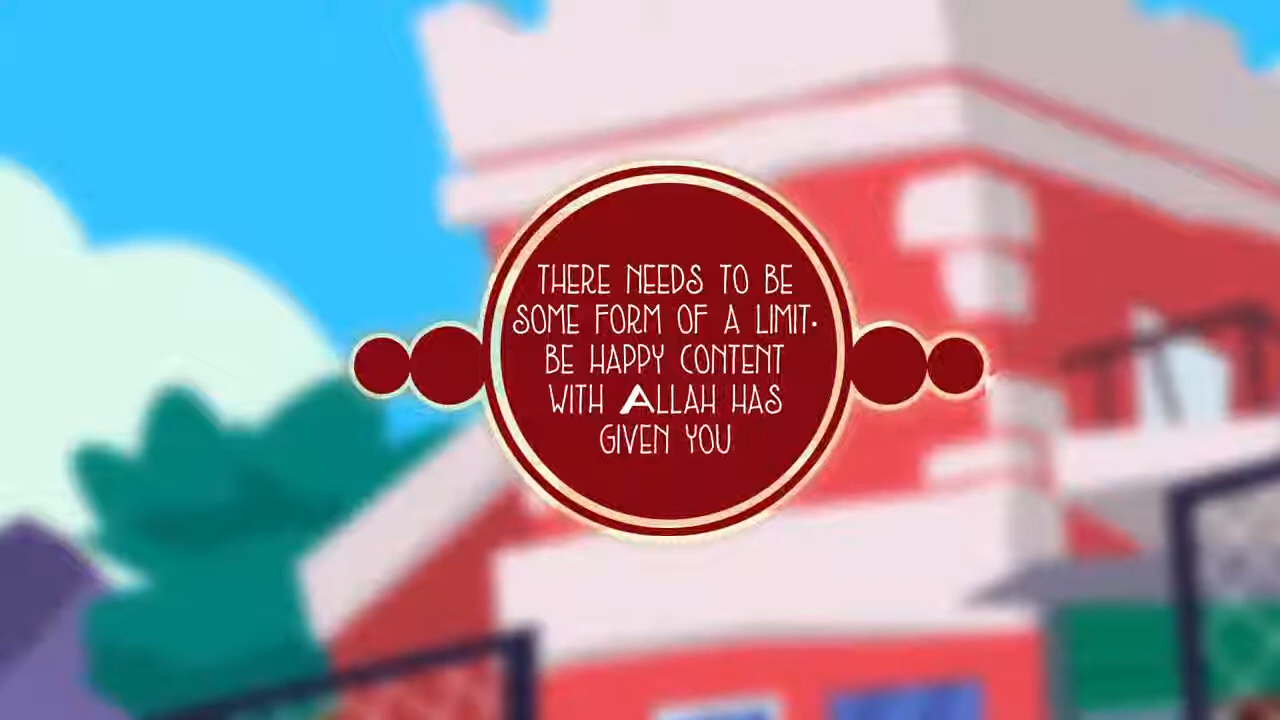 THERE NEEDS TO BE
SOME FORM OF A LIMIT.
BE HAPPY CONTENT
WITH ALLAH HAS
GIVEN YOU